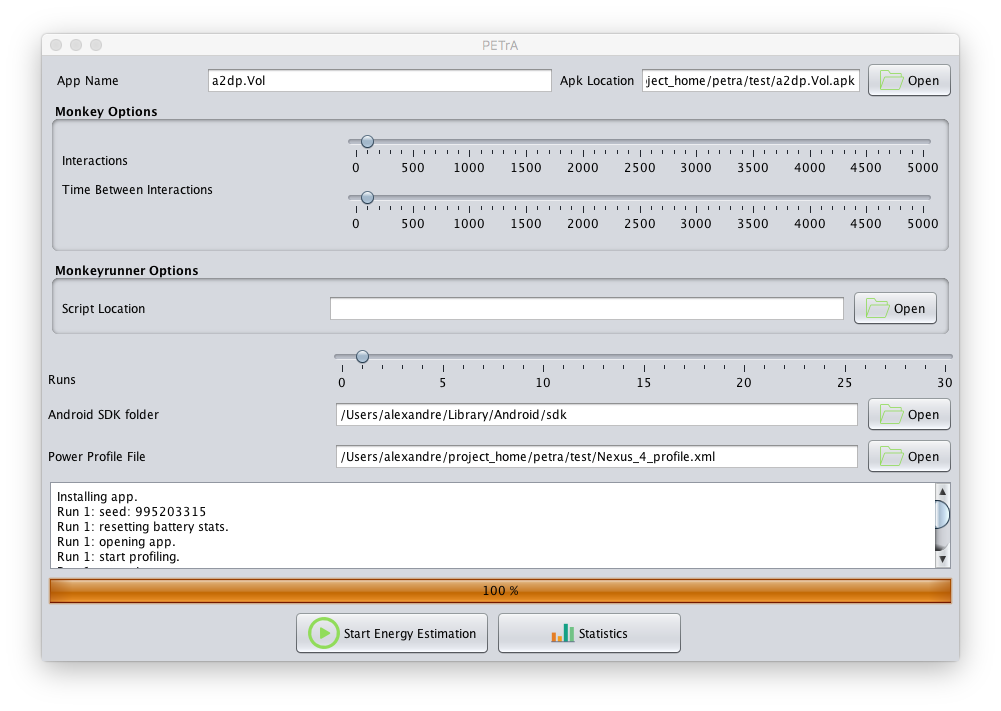 PETrA
App Name a2dp.Vol Apk Location ject_home/petra/test/a2dp.Vol.apk Open
Monkey Options
Interactions
0 500 1000 1500 2000 2500 3000 3500 4000 4500 5000
Time Between Interactions
0 500 1000 1500 2000 2500 3000 3500 4000 4500 5000
Monkeyrunner Options
Script Location Open
Runs
0 5 10 15 20 25 30
Android SDK folder /Users/alexandre/Library/Android/sdk Open
Power Profile File /Users/alexandre/project_home/petra/test/Nexus_4_profile.xml Open
Installing app.
Run 1: seed: 995203315
Run 1: resetting battery stats.
Run 1: opening app.
Run 1: start profiling.
100 %
Start Energy Estimation Statistics